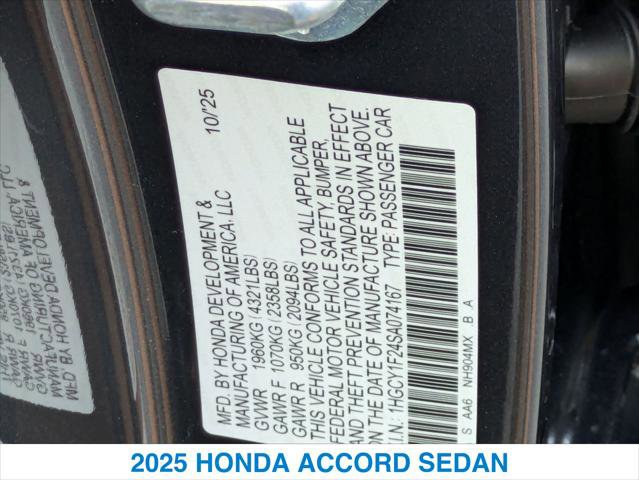 MFD. BY HONDA DEVELOPMENT & 10/25
MANUFACTURING OF AMERICA, LLC
GVWR 1960KG(4321LBS)
GAWR F 1070KG(2358LBS)
GAWR R 960KG(2094LBS)
THIS VEHICLE CONFORMS TO ALL APPLICABLE
FEDERAL MOTOR VEHICLE SAFETY, BUMPER,
AND THEFT PREVENTION STANDARDS IN EFFECT
ON THE DATE OF MANUFACTURE SHOWN ABOVE.
V.I.N.: 1HGCY1F24SA074167 TYPE: PASSENGER CAR
S AA6 NH904MX B A
2025 HONDA ACCORD SEDAN